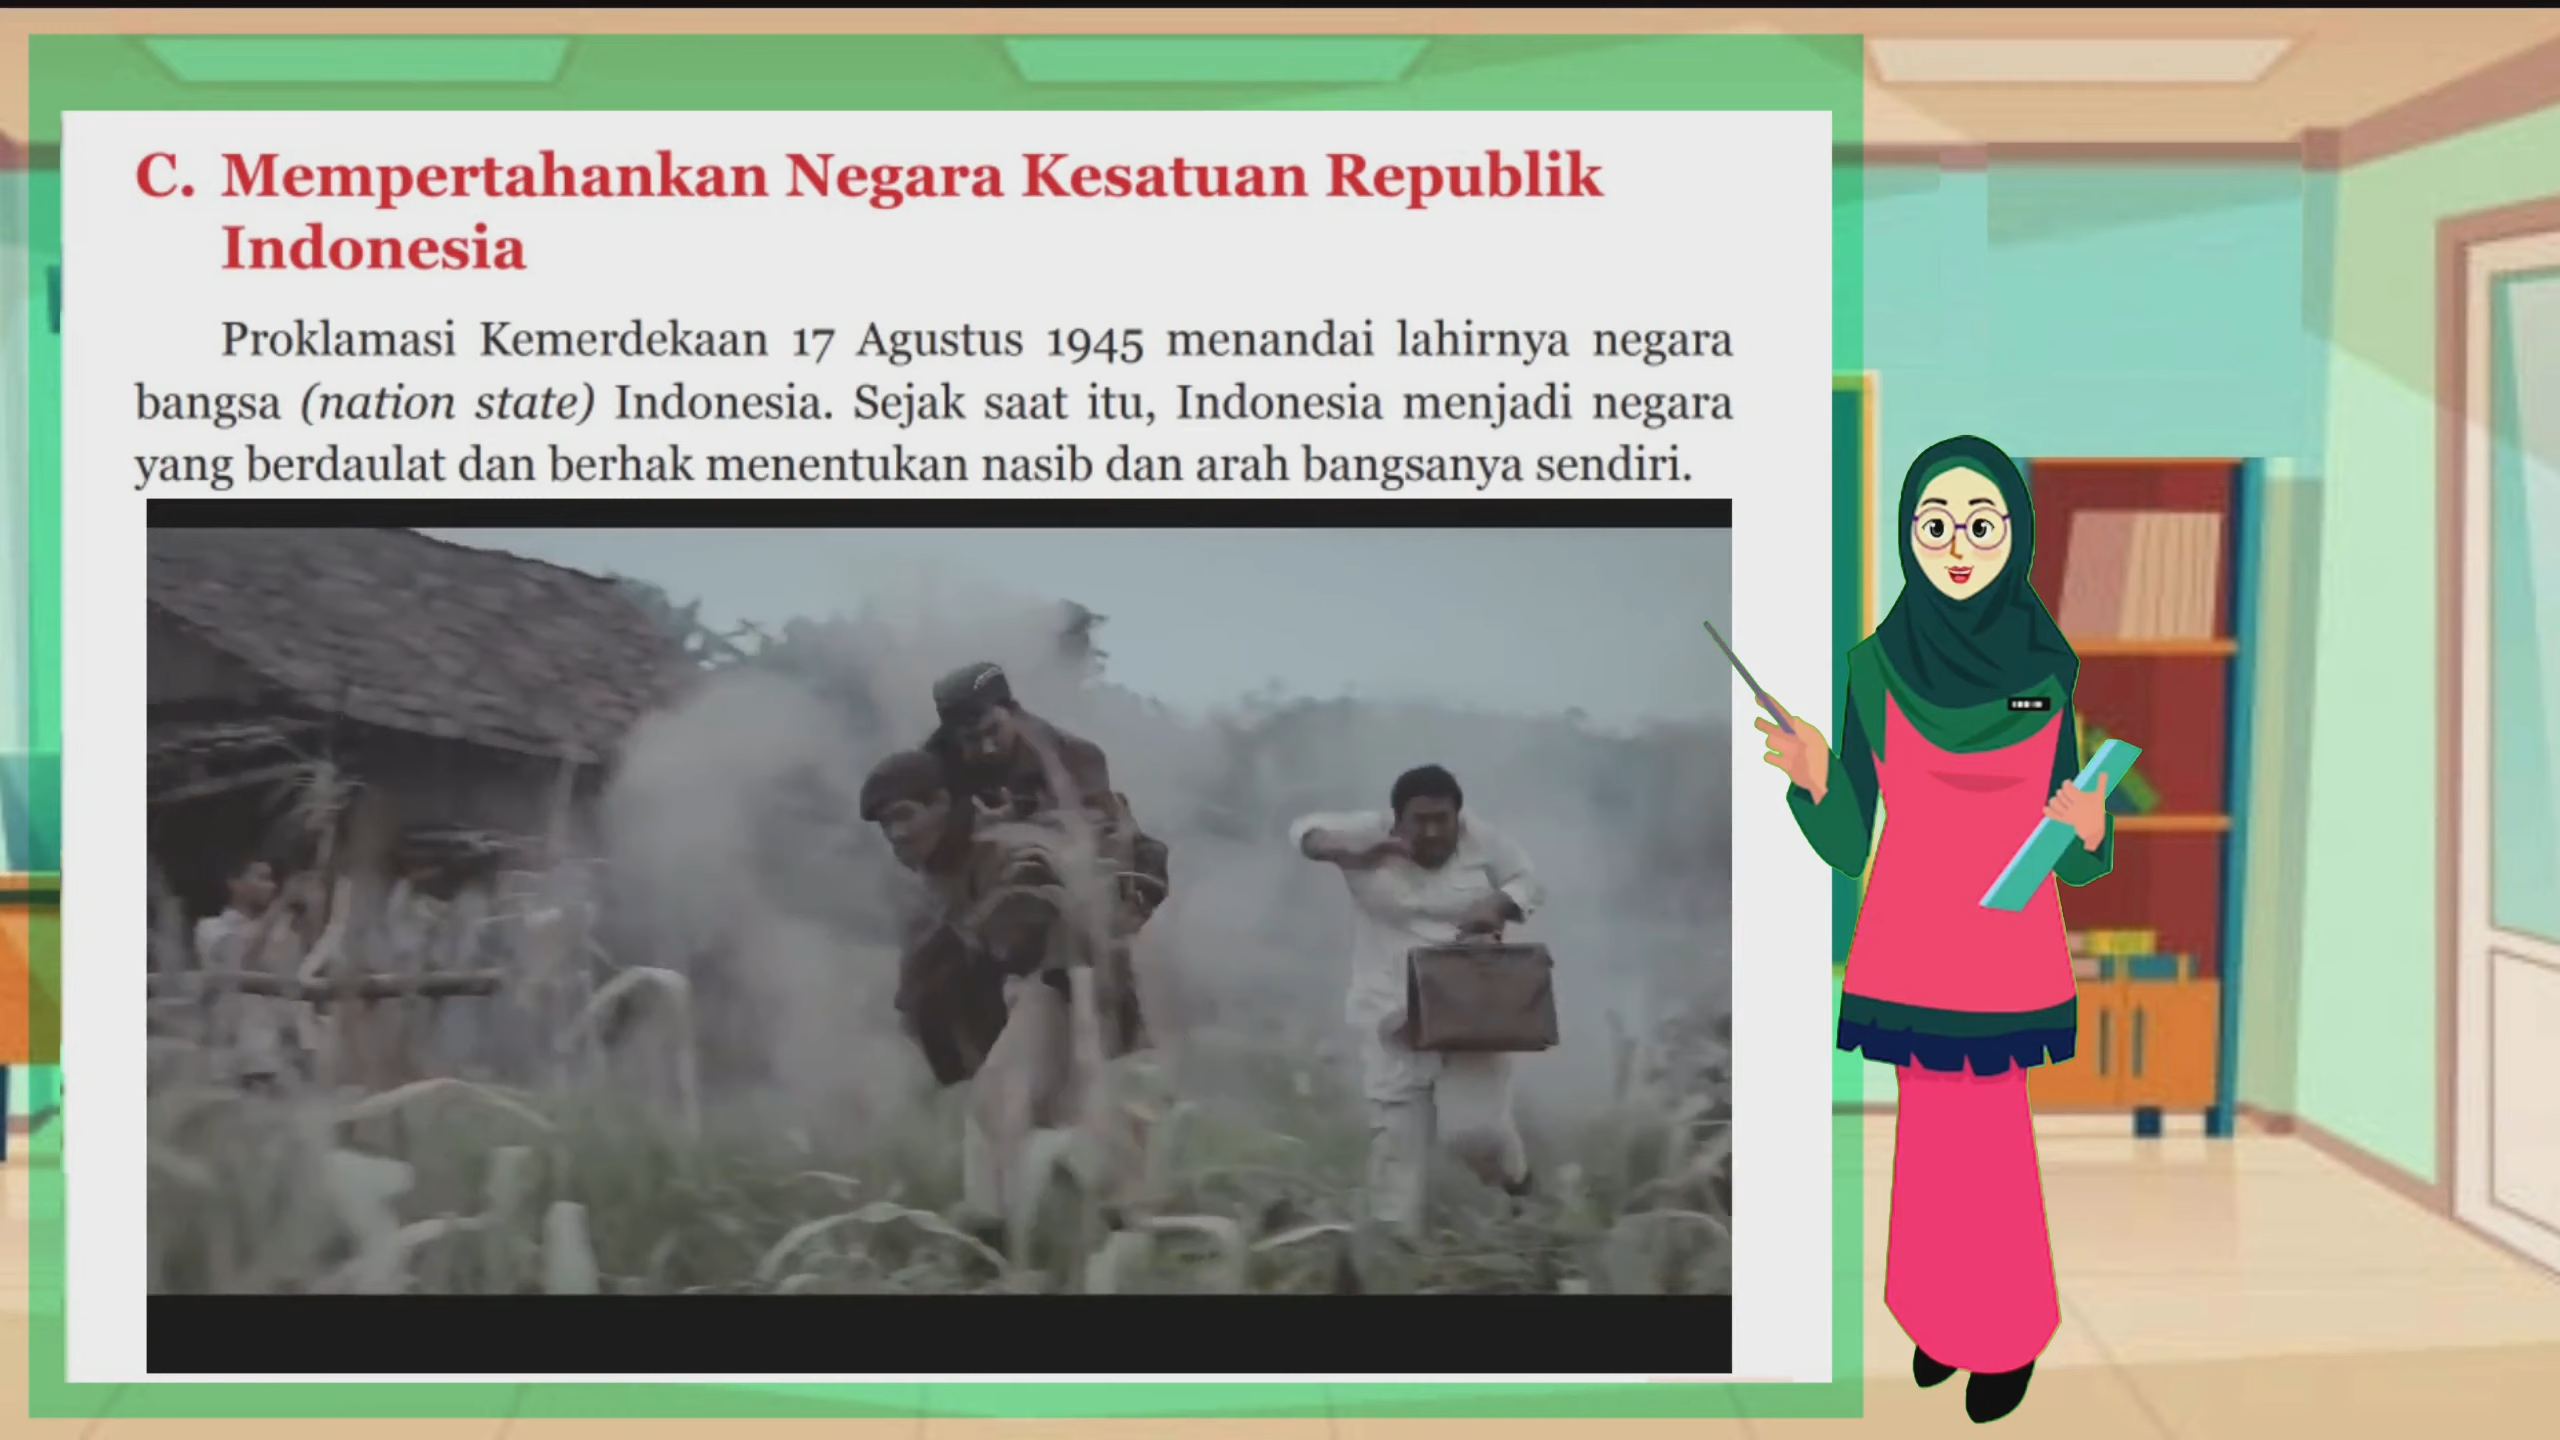 C. Mempertahankan Negara Kesatuan Republik
Indonesia
Proklamasi Kemerdekaan 17 Agustus 1945 menandai lahirnya negara
bangsa (nation state) Indonesia. Sejak saat itu, Indonesia menjadi negara
yang berdaulat dan berhak menentukan nasib dan arah bangsanya sendiri.